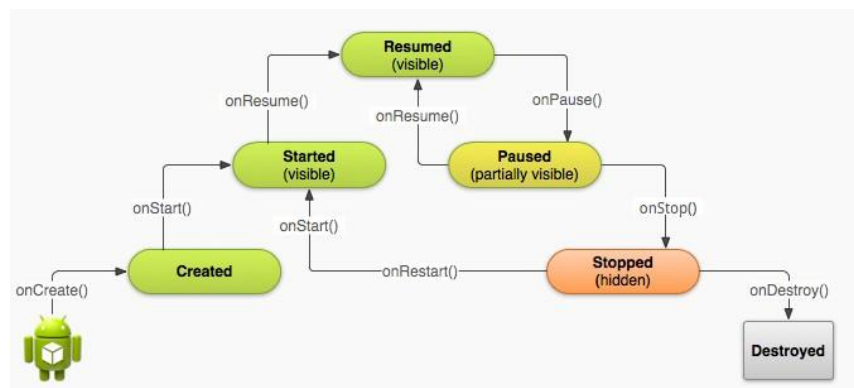 Resumed
(visible)
onResume()
onResume()
onPause()
Started
(visible)
Paused
(partially visible)
onStart()
onStart()
onStop()
Created
onRestart()
Stopped
(hidden)
onCreate()
onDestroy()
Destroyed